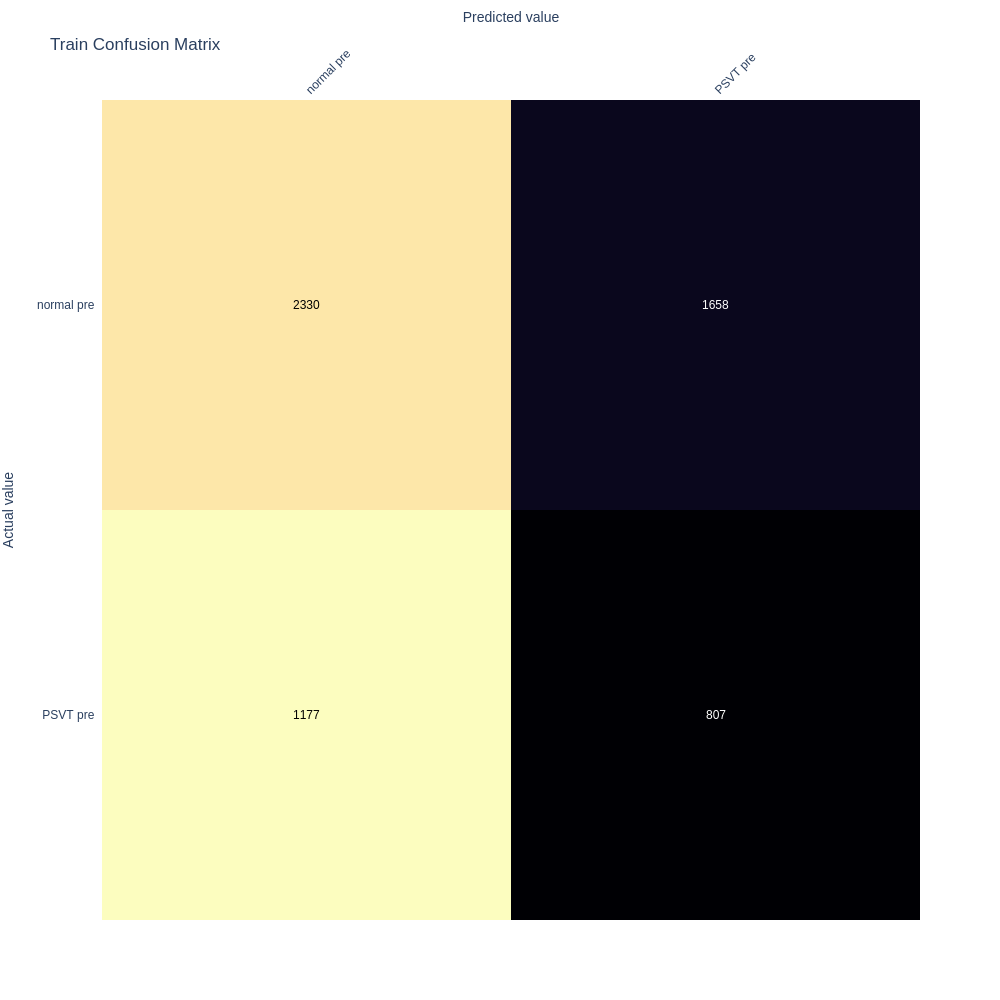 Predicted value
Train Confusion Matrix
normal pre
PSVT pre
normal pre
2330
1658
Actual value
PSVT pre
1177
807